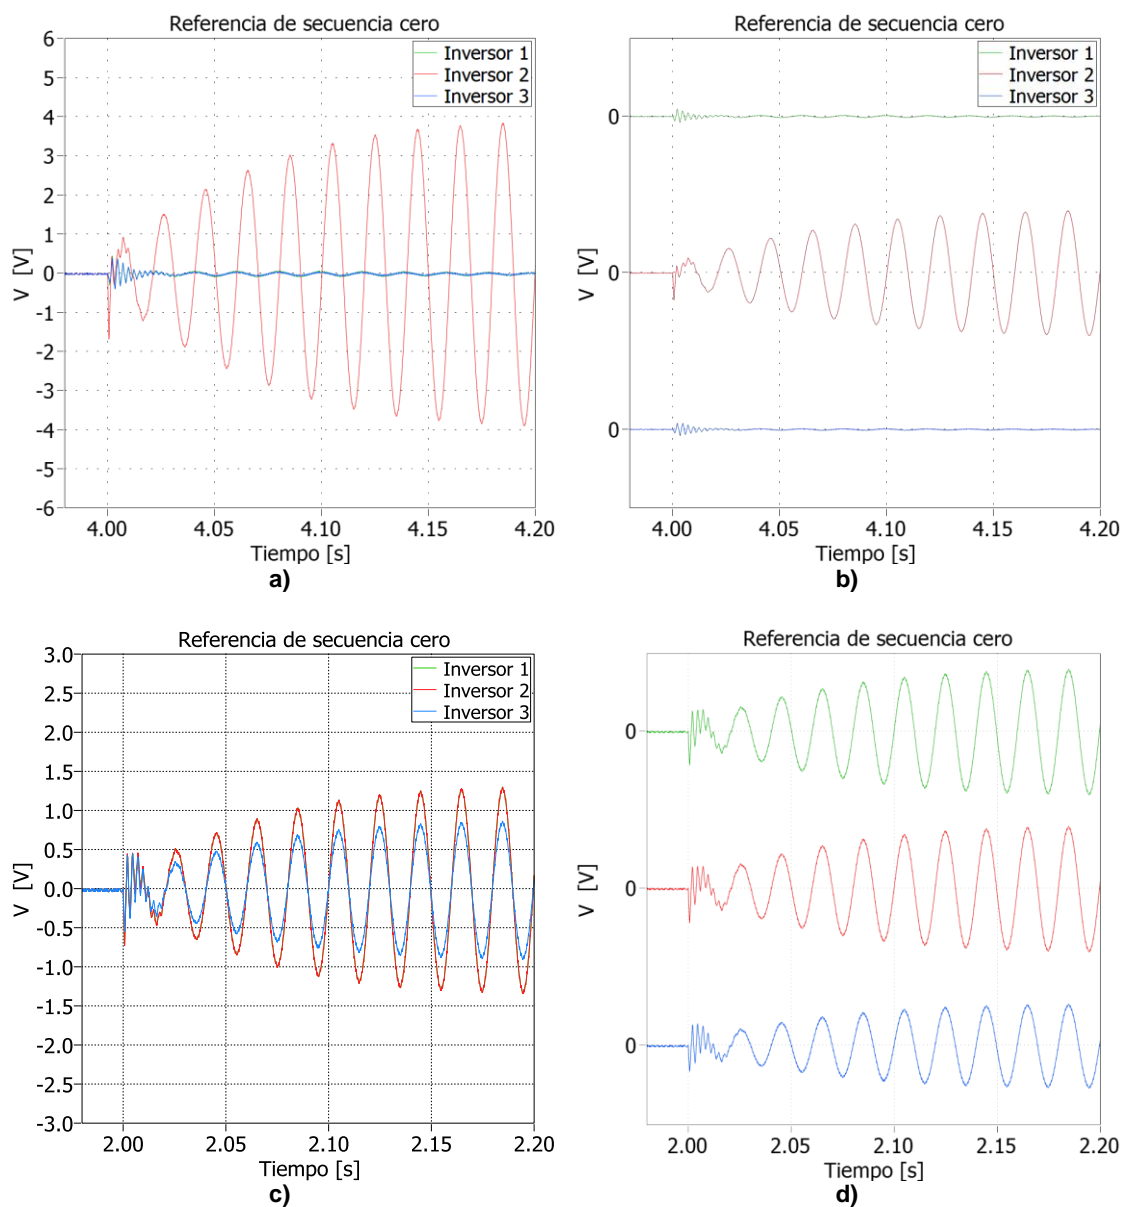 Referencia de secuencia cero
6
5
4
3
2
1
0
-1
-2
-3
-4
-5
-6
V [V]
Inversor 1
Inversor 2
Inversor 3
4.00 4.05 4.10 4.15 4.20
Tiempo [s]
a)
Referencia de secuencia cero
0
0
0
V [V]
Inversor 1
Inversor 2
Inversor 3
4.00 4.05 4.10 4.15 4.20
Tiempo [s]
b)
Referencia de secuencia cero
3.0
2.5
2.0
1.5
1.0
0.5
0.0
-0.5
-1.0
-1.5
-2.0
-2.5
-3.0
V [V]
Inversor 1
Inversor 2
Inversor 3
2.00 2.05 2.10 2.15 2.20
Tiempo [s]
c)
Referencia de secuencia cero
0
0
0
V [V]
2.00 2.05 2.10 2.15 2.20
Tiempo [s]
d)